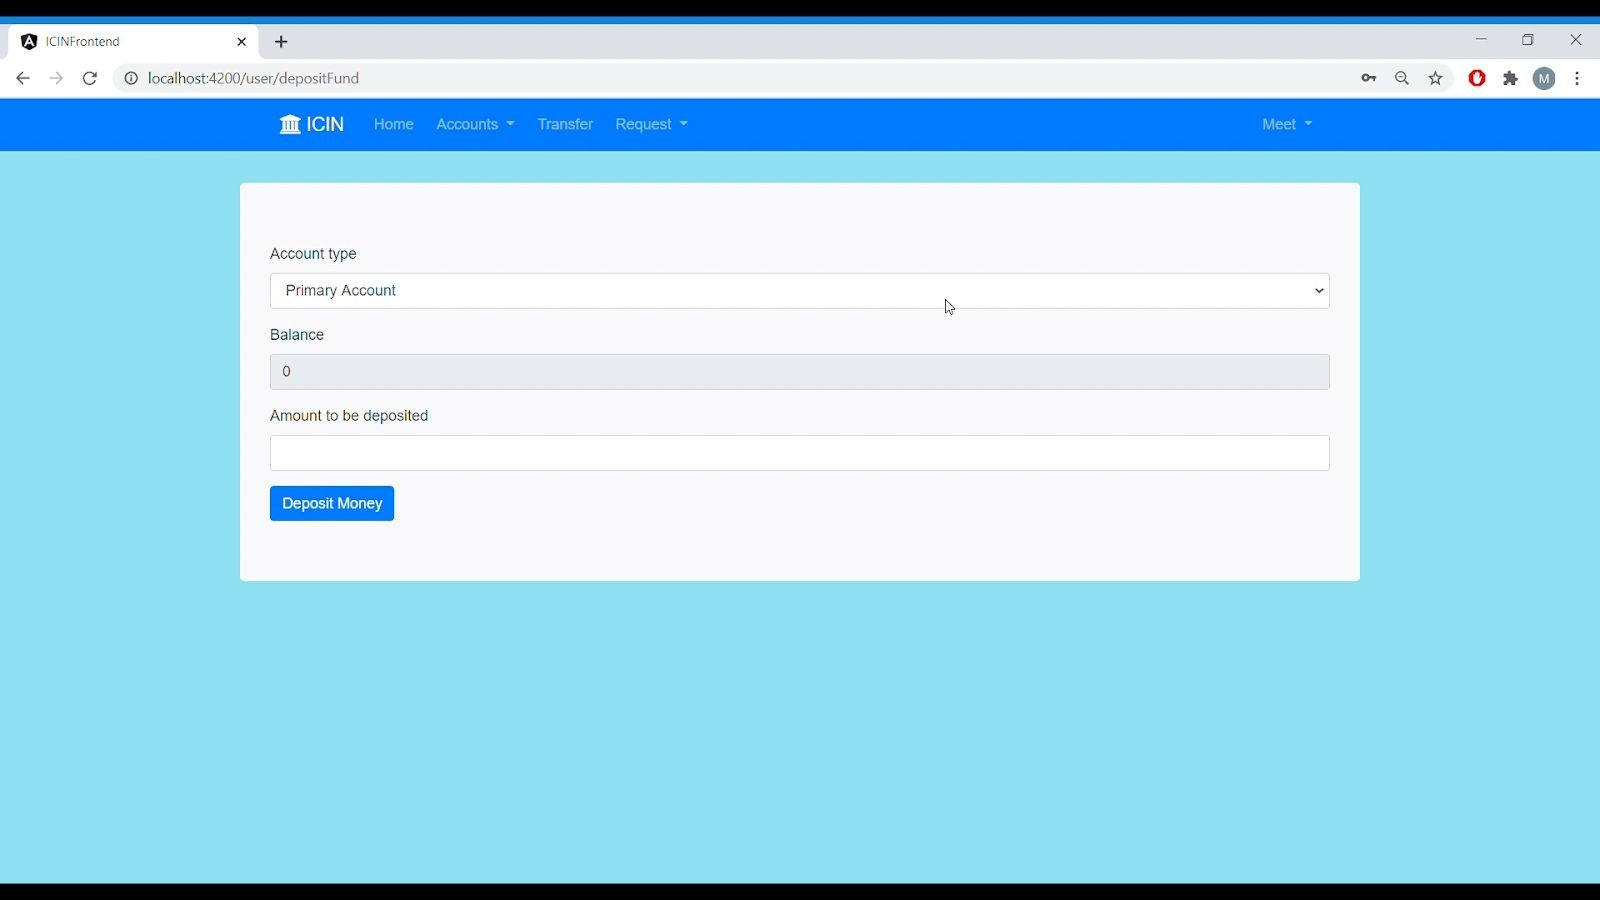 ICINFrontend
localhost:4200/user/depositFund
M
ICIN Home Accounts Transfer Request Meet
Account type
Primary Account
Balance
0
Amount to be deposited
Deposit Money